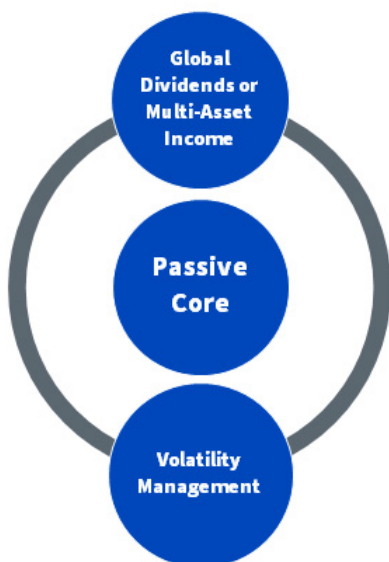 Global
Dividends or
Multi-Asset
Income
Passive
Core
Volatility
Management